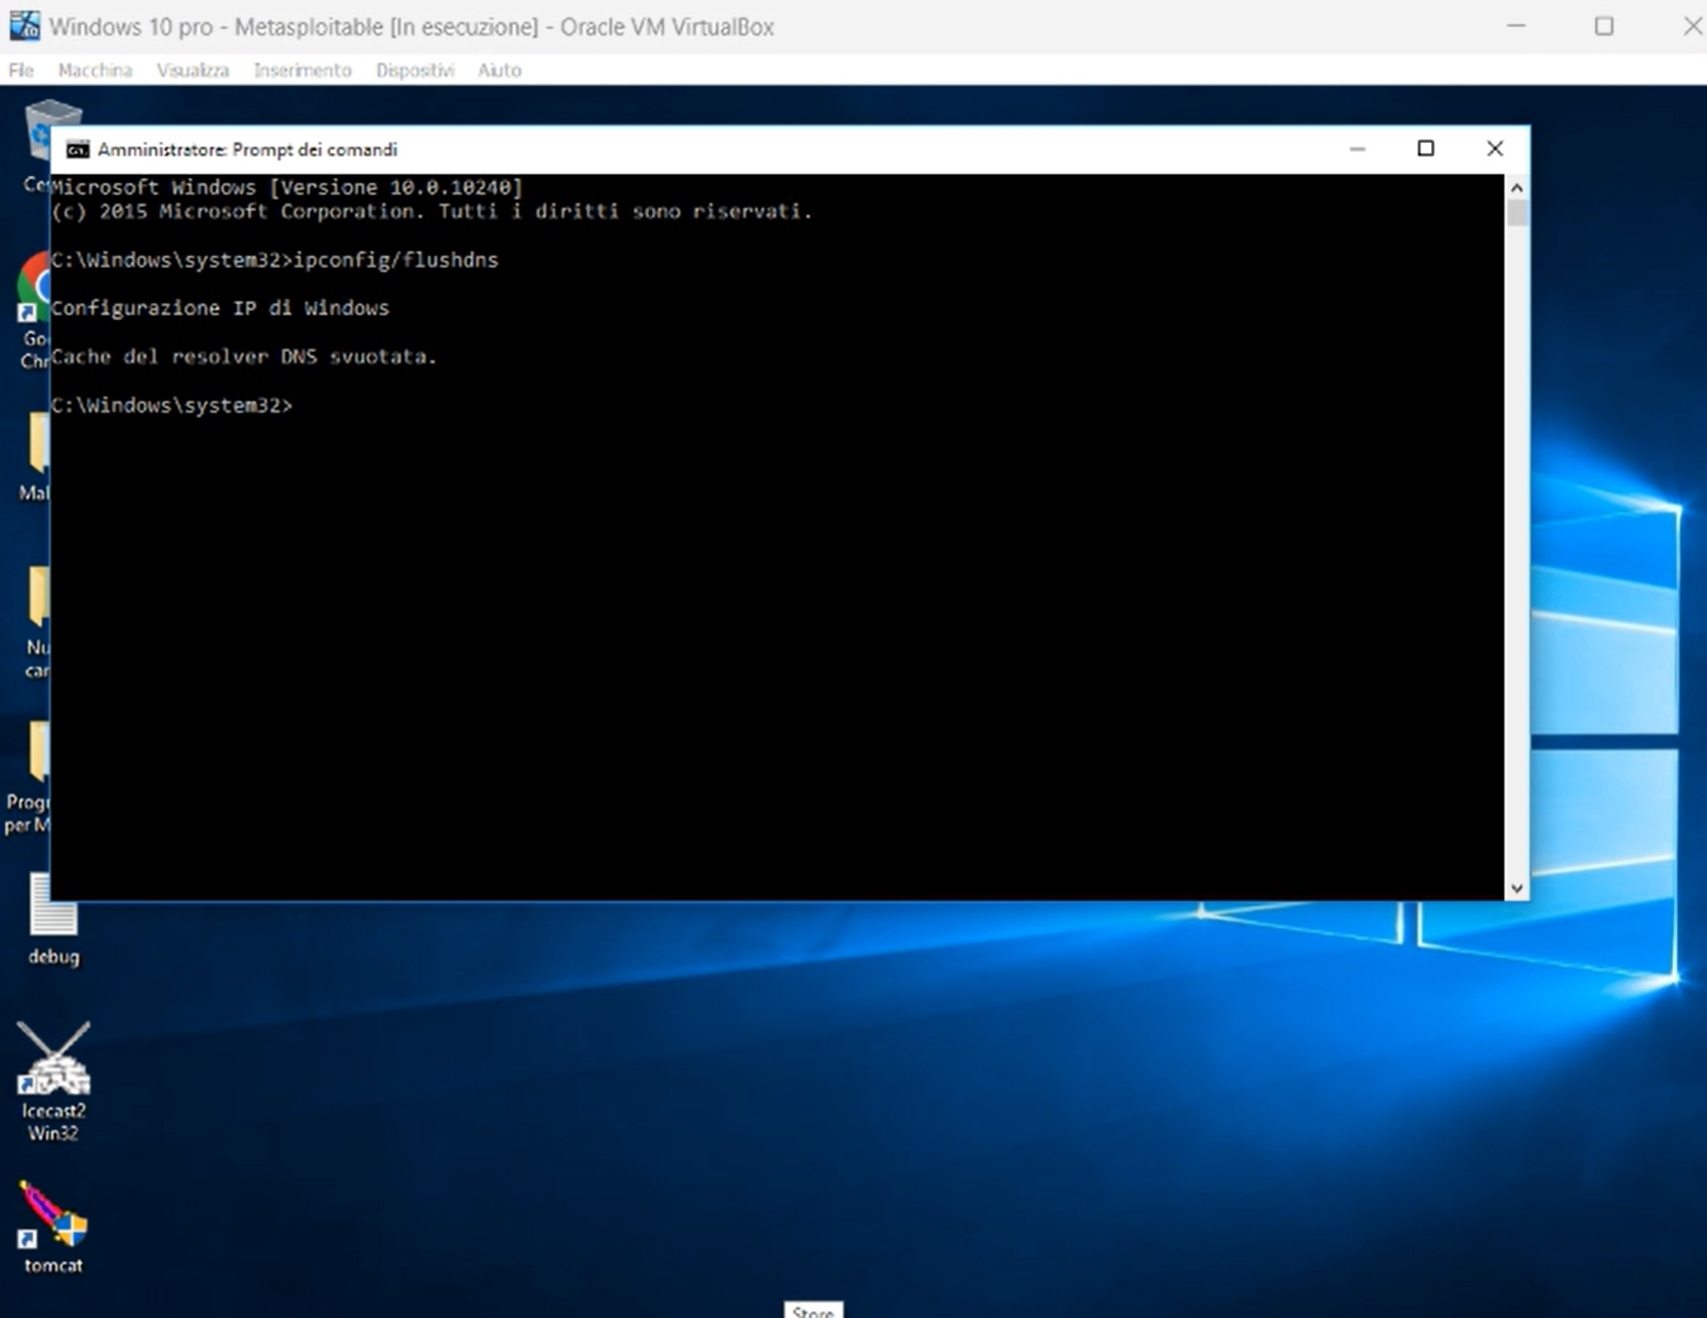 Windows 10 pro - Metasploitable [In esecuzione] - Oracle VM VirtualBox
File Macchina Visualizza Inserimento Dispositivi Aiuto
Amministratore: Prompt dei comandi
Microsoft Windows [Versione 10.0.10240]
(c) 2015 Microsoft Corporation. Tutti i diritti sono riservati.
C:\Windows\system32>ipconfig/flushdns
Configurazione IP di Windows
Cache del resolver DNS svuotata.
C:\Windows\system32>
Ce
Go
Chr
Mal
Nu
car
Prog
per M
debug
Icecast2
Win32
tomcat
Store